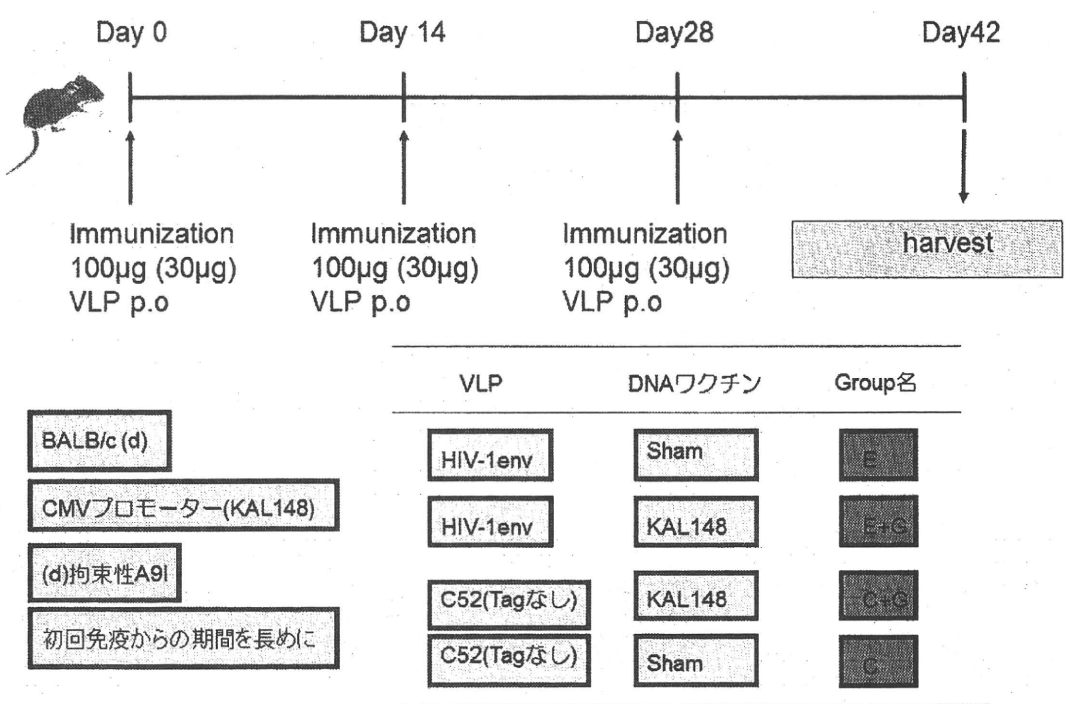 Day 0 Day 14 Day28 Day42
Immunization
100µg (30µg)
VLP p.o
Immunization
100µg (30µg)
VLP p.o
Immunization
100µg (30µg)
VLP p.o
harvest
BALB/c (d)
CMVプロモーター(KAL148)
(d)拘束性A9I
初回免疫からの期間を長めに
VLP DNAワクチン Group名
HIV-1env Sham E
HIV-1env KAL148 E+G
C52(Tagなし) KAL148 C+G
C52(Tagなし) Sham C